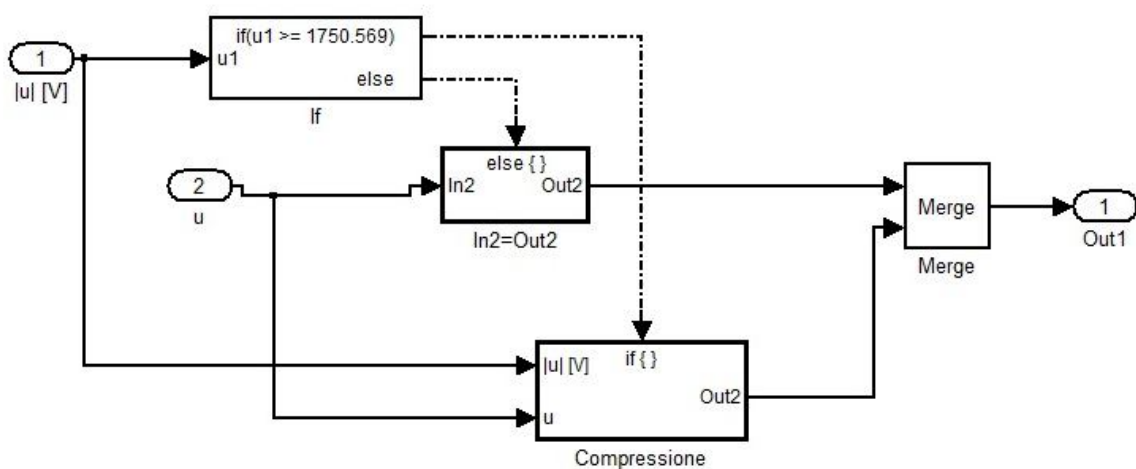 1
|u| [V]
if(u1 >= 1750.569)
u1
else
If
2
u
else { }
In2
Out2
In2=Out2
Merge
Merge
1
Out1
if { }
|u| [V]
Out2
u
Compressione